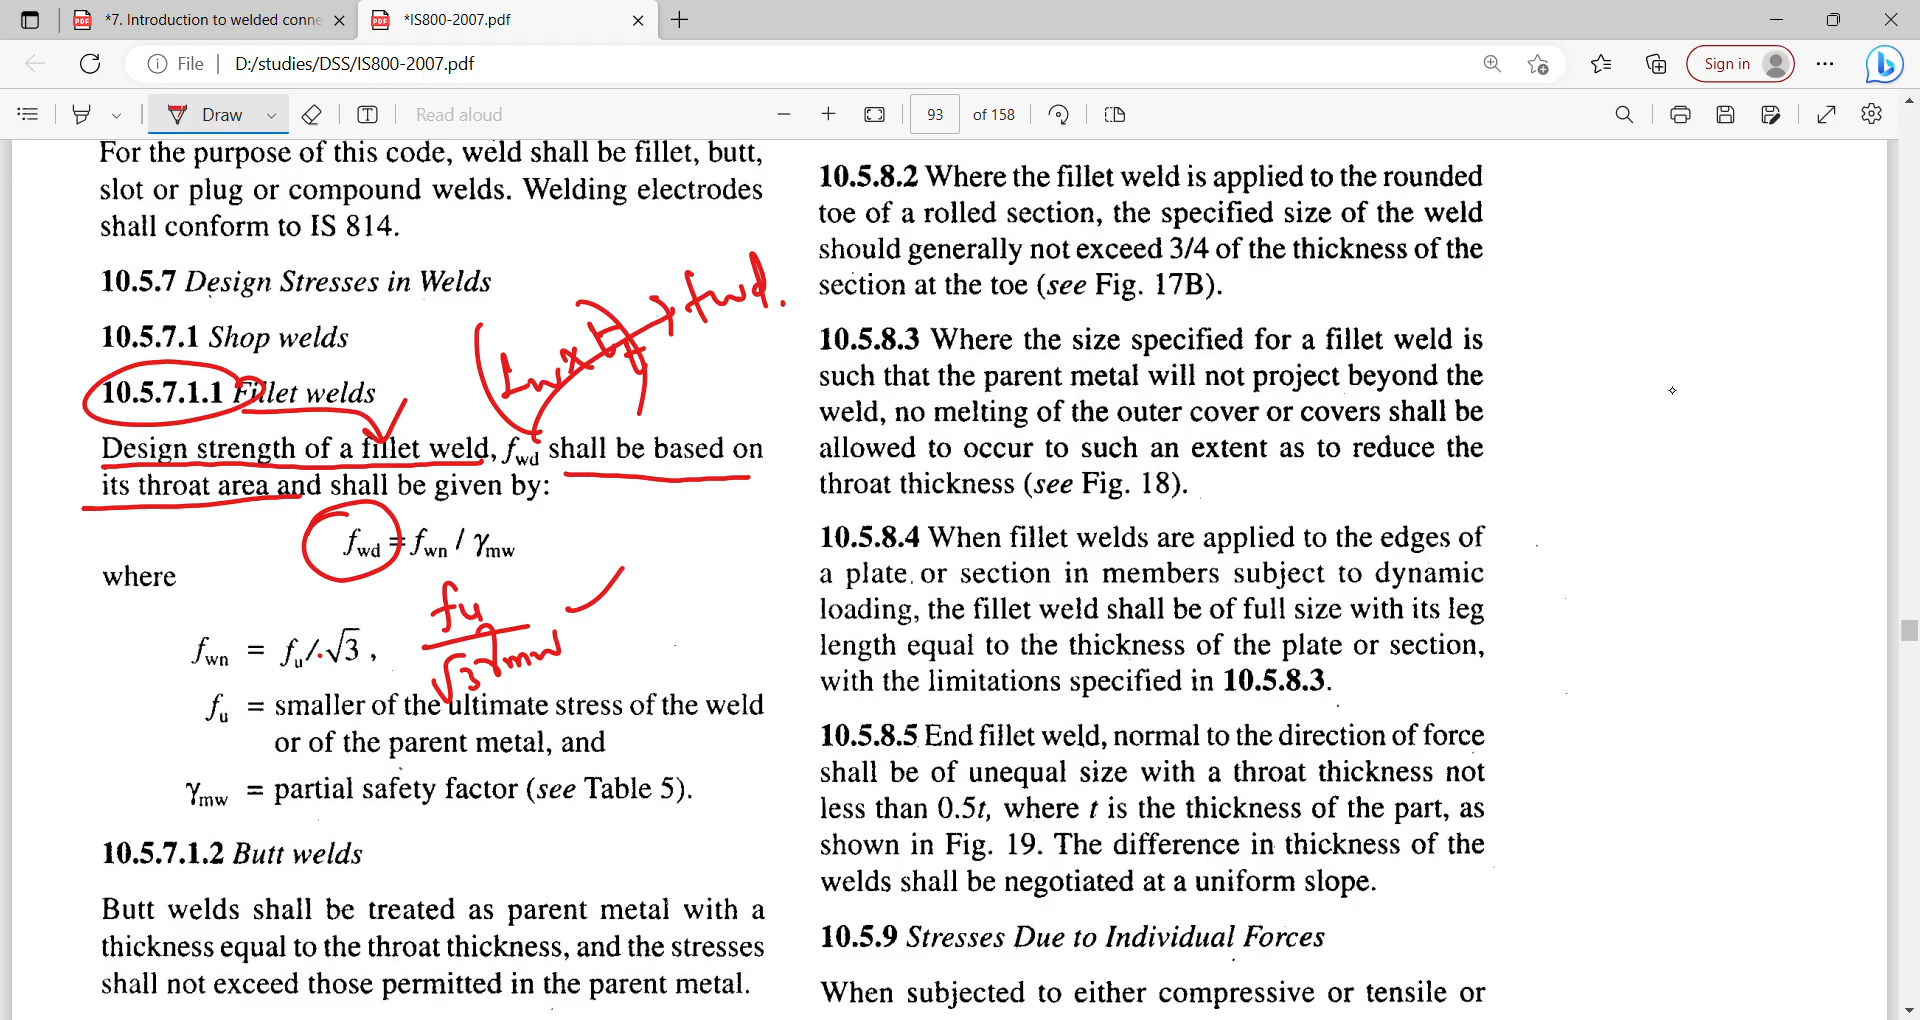 *7. Introduction to welded conne
*IS800-2007.pdf
File
D:/studies/DSS/IS800-2007.pdf
Sign in
Draw
Read aloud
93 of 158
For the purpose of this code, weld shall be fillet, butt,
slot or plug or compound welds. Welding electrodes
shall conform to IS 814.
10.5.7 Design Stresses in Welds
10.5.7.1 Shop welds
(Lw × tt) → fwd.
10.5.7.1.1 Fillet welds
Design strength of a fillet weld, fwd shall be based on
its throat area and shall be given by:
fwd = fwn / γmw
where
fu
√3 γmw
fwn = fu/√3 ,
fu = smaller of the ultimate stress of the weld
or of the parent metal, and
γmw = partial safety factor (see Table 5).
10.5.7.1.2 Butt welds
Butt welds shall be treated as parent metal with a
thickness equal to the throat thickness, and the stresses
shall not exceed those permitted in the parent metal.
10.5.8.2 Where the fillet weld is applied to the rounded
toe of a rolled section, the specified size of the weld
should generally not exceed 3/4 of the thickness of the
section at the toe (see Fig. 17B).
10.5.8.3 Where the size specified for a fillet weld is
such that the parent metal will not project beyond the
weld, no melting of the outer cover or covers shall be
allowed to occur to such an extent as to reduce the
throat thickness (see Fig. 18).
10.5.8.4 When fillet welds are applied to the edges of
a plate or section in members subject to dynamic
loading, the fillet weld shall be of full size with its leg
length equal to the thickness of the plate or section,
with the limitations specified in 10.5.8.3.
10.5.8.5 End fillet weld, normal to the direction of force
shall be of unequal size with a throat thickness not
less than 0.5t, where t is the thickness of the part, as
shown in Fig. 19. The difference in thickness of the
welds shall be negotiated at a uniform slope.
10.5.9 Stresses Due to Individual Forces
When subjected to either compressive or tensile or